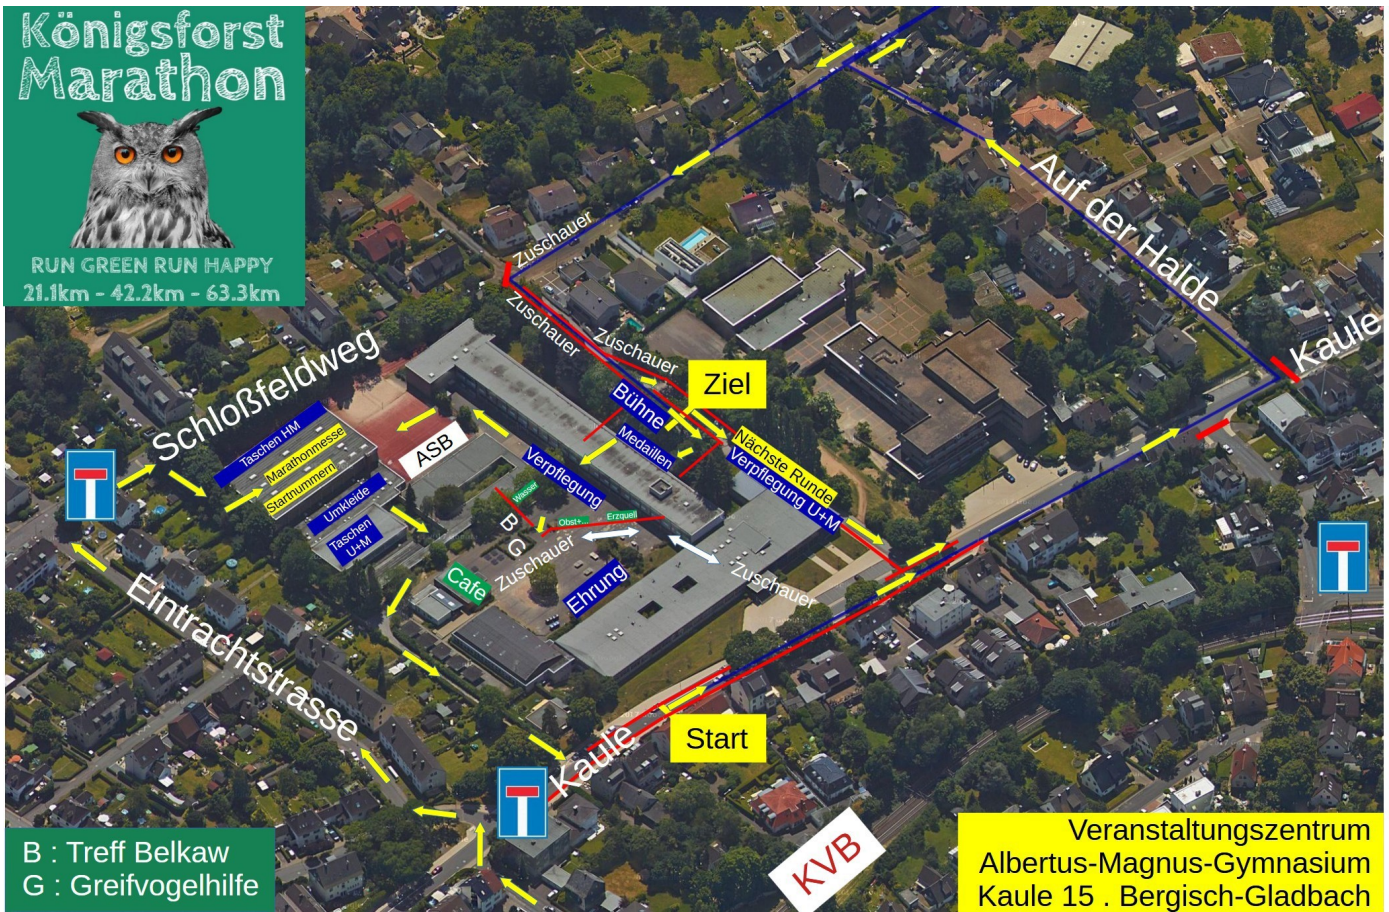 Königsforst
Marathon
RUN GREEN RUN HAPPY
21.1km - 42.2km - 63.3km
Zuschauer
Auf der Halde
Kaule
Zuschauer
Zuschauer
Schloßfeldweg
Ziel
Bühne
Taschen HM
Marathonmesse
Startnummern
ASB
Medaillen
Nächste Runde
Verpflegung U+M
Verpflegung
Umkleide
Taschen
U+M
Wasser
Obst+...
Erzquell
B
G
Zuschauer
Zuschauer
Cafe
Ehrung
Eintrachtstrasse
Start
Kaule
KVB
B : Treff Belkaw
G : Greifvogelhilfe
Veranstaltungszentrum
Albertus-Magnus-Gymnasium
Kaule 15 . Bergisch-Gladbach